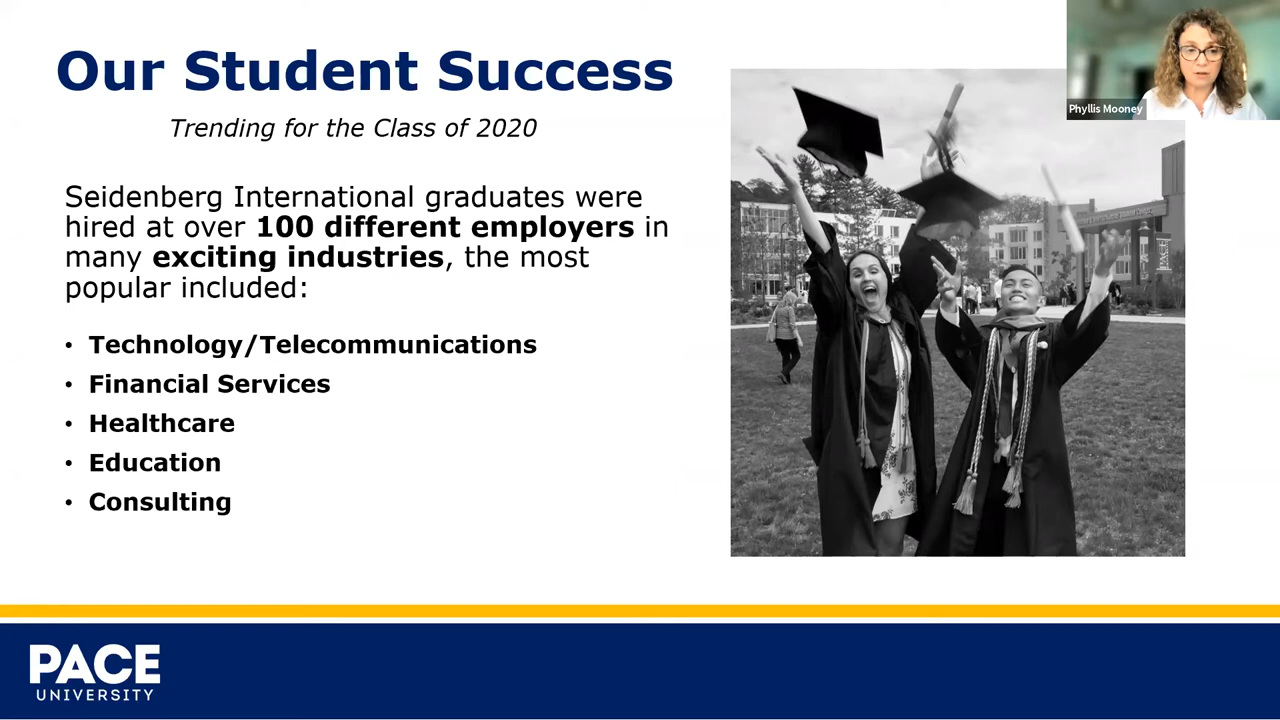 Our Student Success
Trending for the Class of 2020
Seidenberg International graduates were
hired at over 100 different employers in
many exciting industries, the most
popular included:
• Technology/Telecommunications
• Financial Services
• Healthcare
• Education
• Consulting
Phyllis Mooney
PACE
PACE
UNIVERSITY